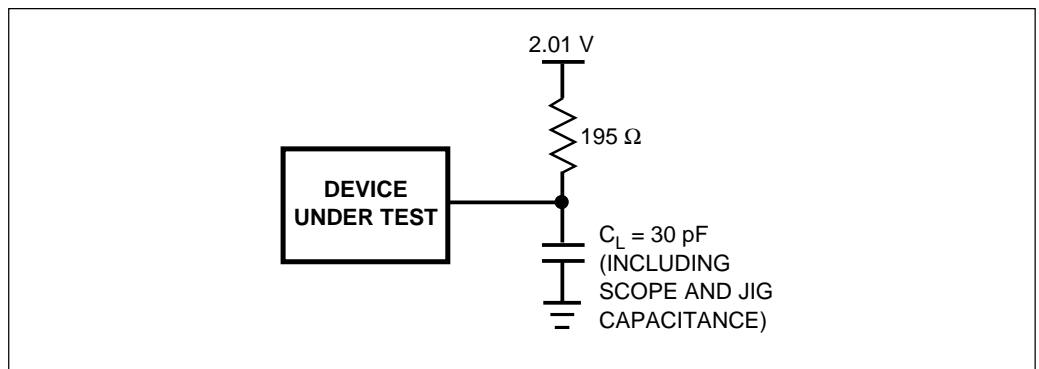 2.01 V
195 Ω
DEVICE
UNDER TEST
C_L = 30 pF
(INCLUDING
SCOPE AND JIG
CAPACITANCE)